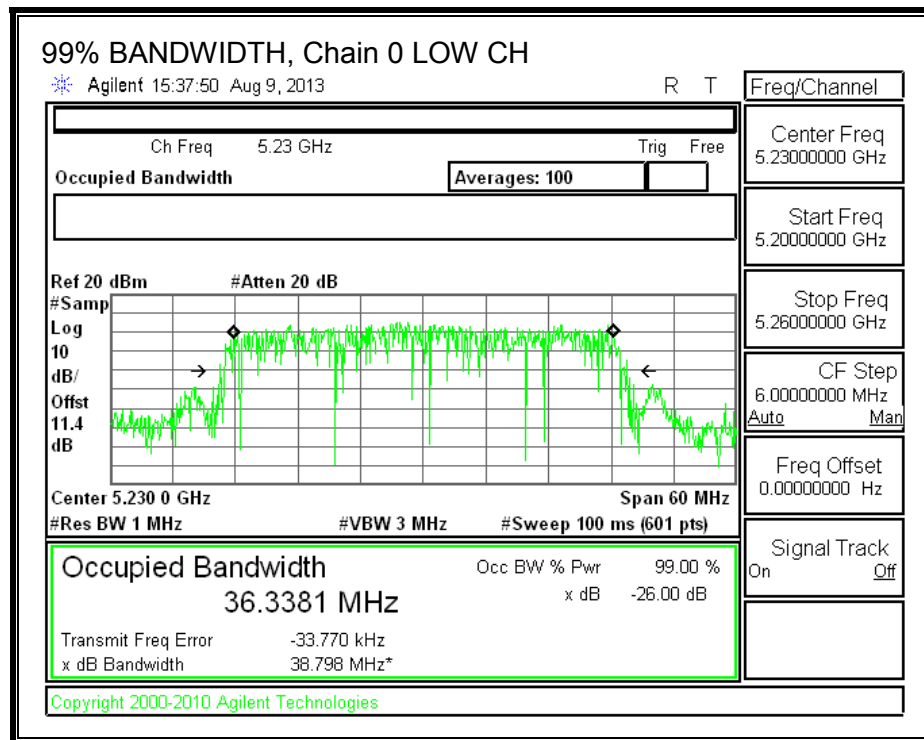 99% BANDWIDTH, Chain 0 LOW CH
Agilent 15:37:50 Aug 9, 2013 R T
Ch Freq 5.23 GHz Trig Free
Occupied Bandwidth Averages: 100
Ref 20 dBm #Atten 20 dB
#Samp
Log
10
dB/
Offst
11.4
dB
Center 5.230 0 GHz Span 60 MHz
#Res BW 1 MHz #VBW 3 MHz #Sweep 100 ms (601 pts)
Occupied Bandwidth Occ BW % Pwr 99.00 %
36.3381 MHz x dB -26.00 dB
Transmit Freq Error -33.770 kHz
x dB Bandwidth 38.798 MHz*
Copyright 2000-2010 Agilent Technologies
Freq/Channel
Center Freq
5.23000000 GHz
Start Freq
5.20000000 GHz
Stop Freq
5.26000000 GHz
CF Step
6.00000000 MHz
Auto Man
Freq Offset
0.00000000 Hz
Signal Track
On Off